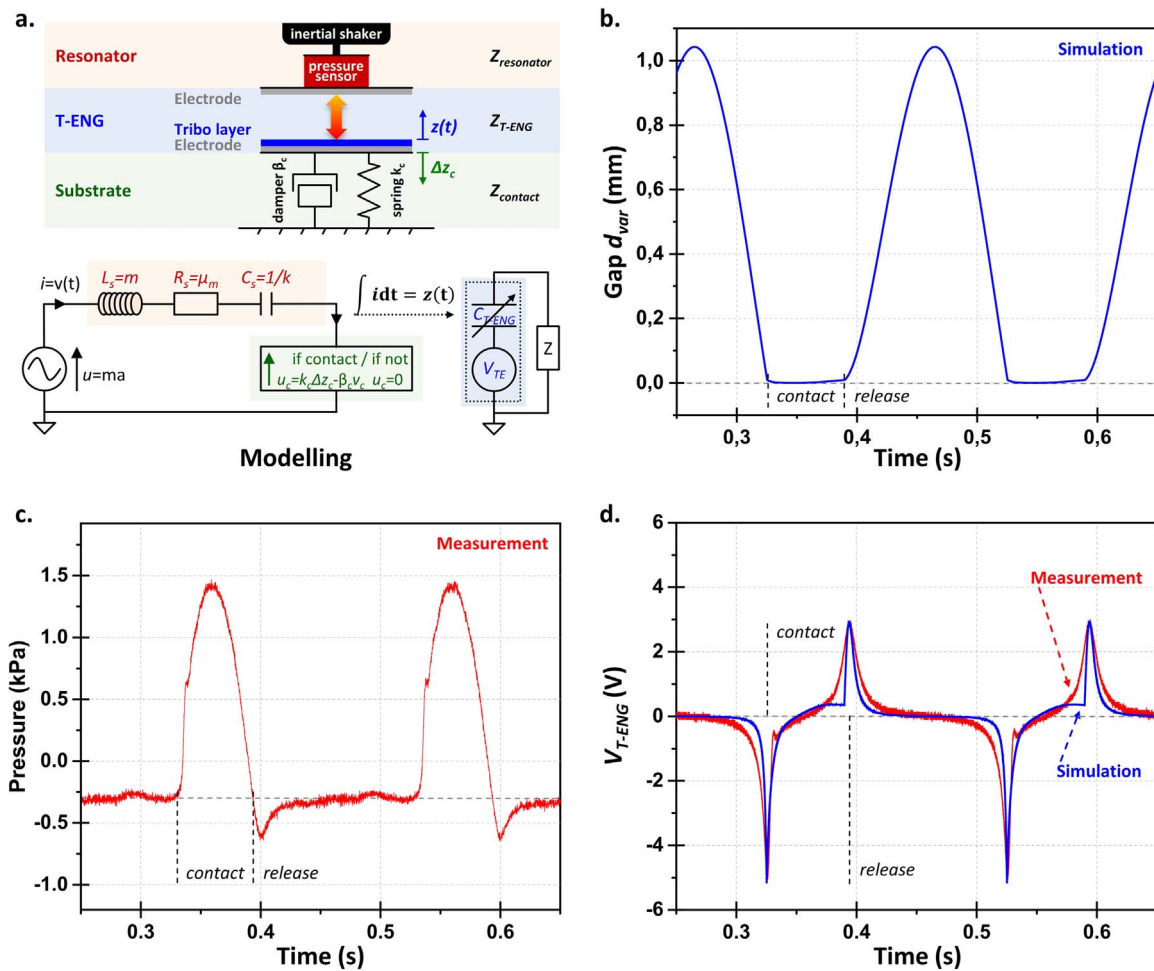 a.
inertial shaker
Resonator
pressure
sensor
Z_resonator
Electrode
T-ENG
z(t)
Z_T-ENG
Tribo layer
Electrode
Δz_c
Substrate
damper β_c
spring k_c
Z_contact
i=v(t)
L_s=m
R_s=μ_m
C_s=1/k
∫ idt = z(t)
C_T-ENG
V_TE
Z
u=ma
if contact / if not
u_c=k_cΔz_c-β_cv_c u_c=0
Modelling
b.
Simulation
Gap d_var (mm)
1,0
0,8
0,6
0,4
0,2
0,0
contact
release
0,3
0,4
0,5
0,6
Time (s)
c.
Measurement
Pressure (kPa)
1.5
1.0
0.5
0.0
-0.5
-1.0
contact
release
0.3
0.4
0.5
0.6
Time (s)
d.
V_T-ENG (V)
6
4
2
0
-2
-4
-6
Measurement
contact
Simulation
release
0,3
0,4
0,5
0,6
Time (s)